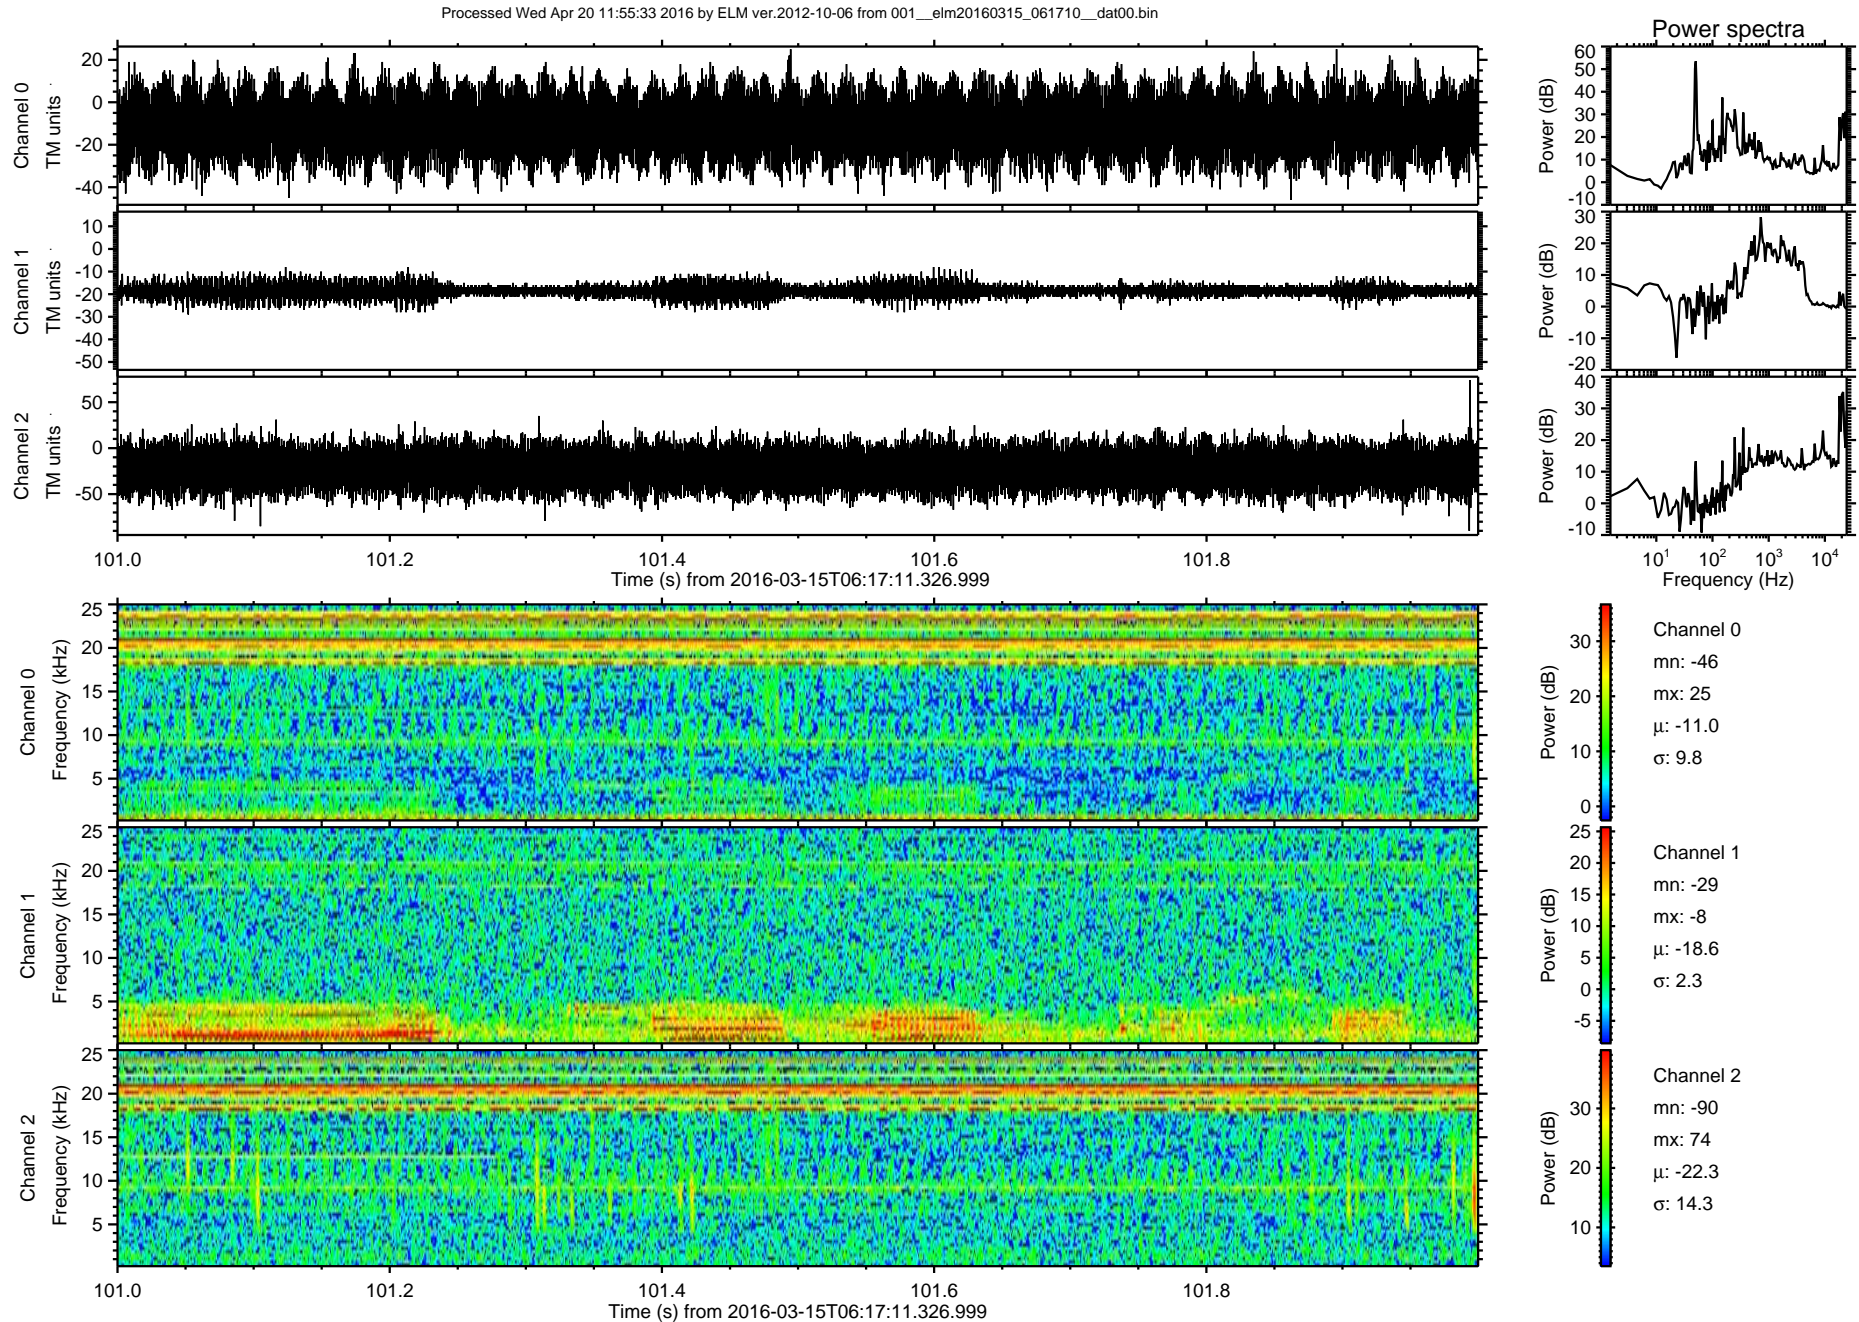 Processed Wed Apr 20 11:55:33 2016 by ELM ver.2012-10-06 from 001__elm20160315_061710__dat00.bin
Power spectra
Channel 0
TM units
20
0
-20
-40
Power (dB)
60
50
40
30
20
10
0
-10
Channel 1
TM units
10
0
-10
-20
-30
-40
-50
Power (dB)
30
20
10
0
-10
-20
Channel 2
TM units
50
0
-50
Power (dB)
40
30
20
10
0
-10
101.0 101.2 101.4 101.6 101.8
Time (s) from 2016-03-15T06:17:11.326.999
10¹ 10² 10³ 10⁴
Frequency (Hz)
Channel 0
Frequency (kHz)
25
20
15
10
5
Power (dB)
30
20
10
0
Channel 0
mn: -46
mx: 25
μ: -11.0
σ: 9.8
Channel 1
Frequency (kHz)
25
20
15
10
5
Power (dB)
25
20
15
10
5
0
-5
Channel 1
mn: -29
mx: -8
μ: -18.6
σ: 2.3
Channel 2
Frequency (kHz)
25
20
15
10
5
Power (dB)
30
20
10
Channel 2
mn: -90
mx: 74
μ: -22.3
σ: 14.3
101.0 101.2 101.4 101.6 101.8
Time (s) from 2016-03-15T06:17:11.326.999